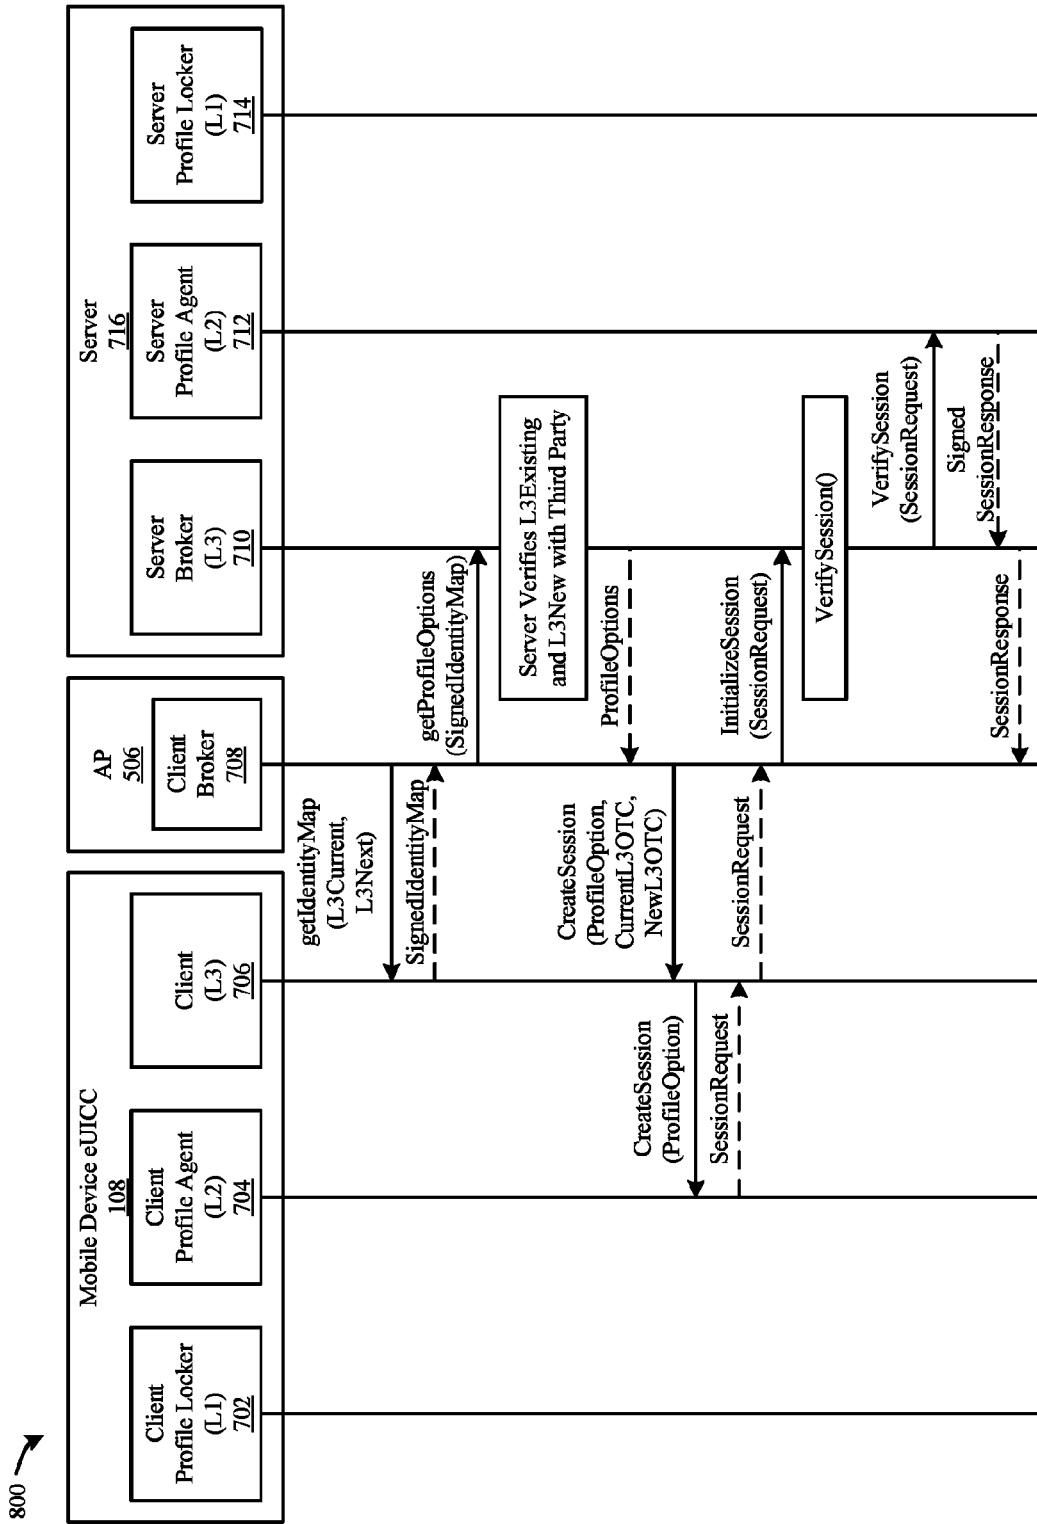 800
Mobile Device eUICC
108
Client
Profile Locker
(L1)
702
Client
Profile Agent
(L2)
704
Client
(L3)
706
AP
506
Client
Broker
708
Server
716
Server
Broker
(L3)
710
Server
Profile Agent
(L2)
712
Server
Profile Locker
(L1)
714
getIdentityMap
(L3Current,
L3Next)
SignedIdentityMap
getProfileOptions
(SignedIdentityMap)
Server Verifies L3Existing
and L3New with Third Party
ProfileOptions
CreateSession
(ProfileOption,
CurrentL3OTC,
NewL3OTC)
CreateSession
(ProfileOption)
SessionRequest
SessionRequest
InitializeSession
(SessionRequest)
VerifySession()
VerifySession
(SessionRequest)
Signed
SessionResponse
SessionResponse